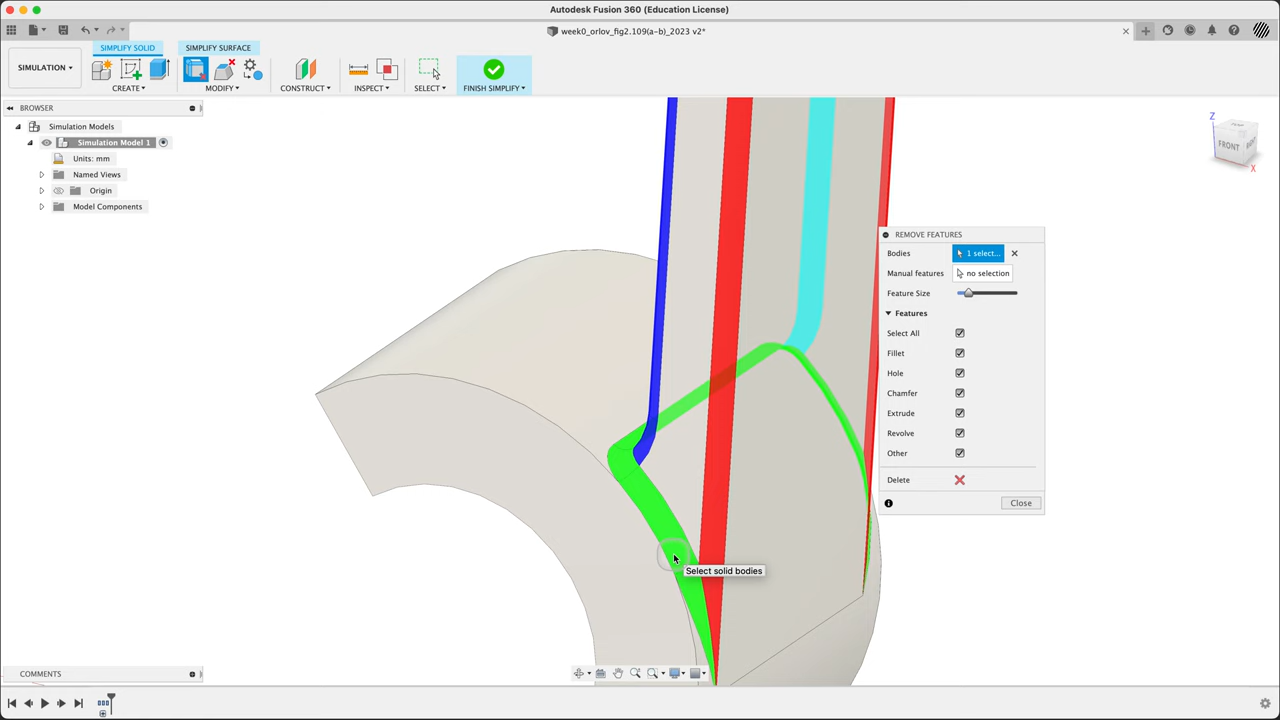 Autodesk Fusion 360 (Education License)
week0_orlov_fig2.109(a-b)_2023 v2*
SIMPLIFY SOLID
SIMPLIFY SURFACE
SIMULATION
CREATE
MODIFY
CONSTRUCT
INSPECT
SELECT
FINISH SIMPLIFY
BROWSER
Simulation Models
Simulation Model 1
Units: mm
Named Views
Origin
Model Components
Z
TOP
FRONT
X
REMOVE FEATURES
Bodies
1 select...
Manual features
no selection
Feature Size
Features
Select All
Fillet
Hole
Chamfer
Extrude
Revolve
Other
Delete
Close
Select solid bodies
COMMENTS